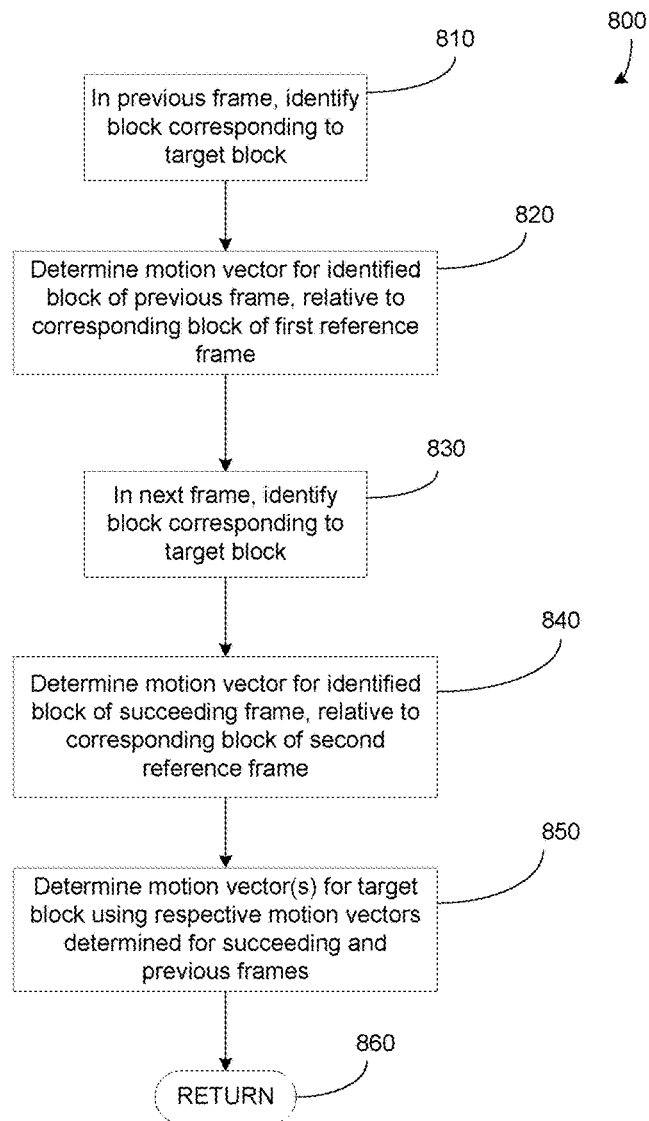 800
810
In previous frame, identify
block corresponding to
target block
820
Determine motion vector for identified
block of previous frame, relative to
corresponding block of first reference
frame
830
In next frame, identify
block corresponding to
target block
840
Determine motion vector for identified
block of succeeding frame, relative to
corresponding block of second
reference frame
850
Determine motion vector(s) for target
block using respective motion vectors
determined for succeeding and
previous frames
860
RETURN